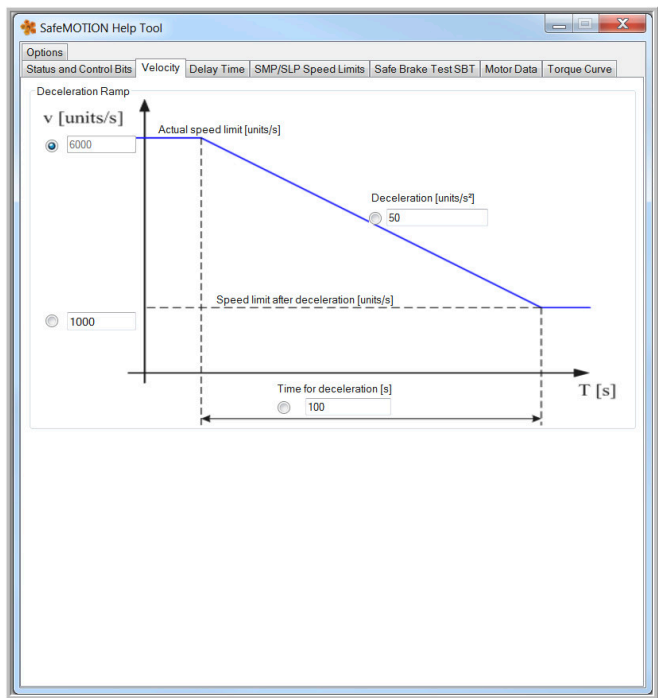 SafeMOTION Help Tool
Options
Status and Control Bits Velocity Delay Time SMP/SLP Speed Limits Safe Brake Test SBT Motor Data Torque Curve
Deceleration Ramp
v [units/s]
Actual speed limit [units/s]
6000
Deceleration [units/s²]
50
Speed limit after deceleration [units/s]
1000
Time for deceleration [s]
T [s]
100